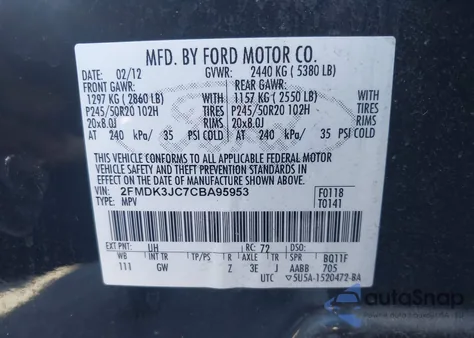 MFD. BY FORD MOTOR CO.
DATE: 02/12 GVWR: 2440 KG ( 5380 LB)
FRONT GAWR: REAR GAWR:
1297 KG ( 2860 LB) 1157 KG ( 2550 LB)
P245/50R20 102H TIRES P245/50R20 102H TIRES
20x8.0J RIMS 20x8.0J RIMS
AT 240 kPa/ 35 PSI COLD AT 240 kPa/ 35 PSI COLD
THIS VEHICLE CONFORMS TO ALL APPLICABLE FEDERAL MOTOR
VEHICLE SAFETY AND THEFT PREVENTION STANDARDS IN EFFECT ON
THE DATE OF MANUFACTURE SHOWN ABOVE.
VIN: 2FMDK3JC7CBA95953 F0118
TYPE: MPV T0141
EXT PNT: UH RC: 72 DSO:
WB INT TR TP/PS R AXLE TR SPR BQ11F
111 GW Z 3E J AABB 705
UTC 5U5A-1520472-BA
autoSnap